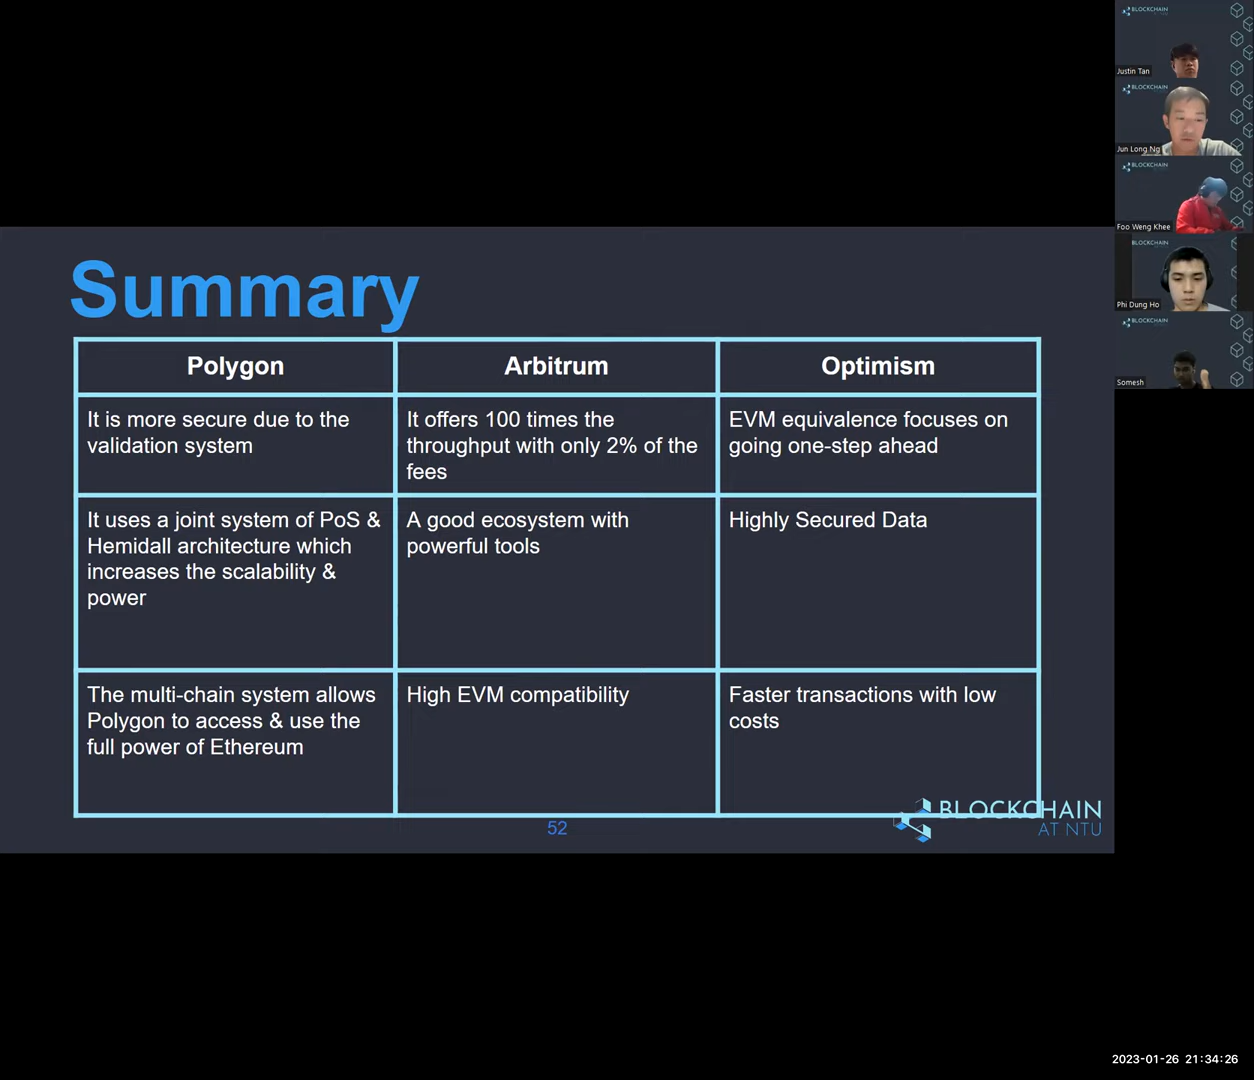 Summary
Polygon
Arbitrum
Optimism
It is more secure due to the
validation system
It offers 100 times the
throughput with only 2% of the
fees
EVM equivalence focuses on
going one-step ahead
It uses a joint system of PoS &
Hemidall architecture which
increases the scalability &
power
A good ecosystem with
powerful tools
Highly Secured Data
The multi-chain system allows
Polygon to access & use the
full power of Ethereum
High EVM compatibility
Faster transactions with low
costs
52
BLOCKCHAIN
AT NTU
BLOCKCHAIN
Justin Tan
BLOCKCHAIN
Jun Long Ng
BLOCKCHAIN
Foo Weng Khee
BLOCKCHAIN
Phi Dung Ho
BLOCKCHAIN
Somesh
2023-01-26 21:34:26